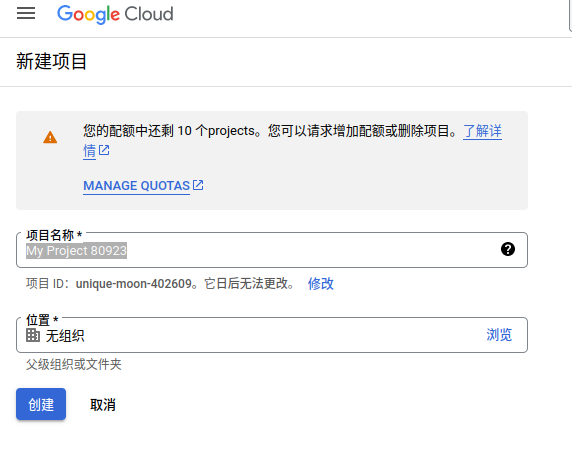 Google Cloud
新建项目
您的配额中还剩 10 个projects。您可以请求增加配额或删除项目。了解详
情
MANAGE QUOTAS
项目名称 *
My Project 80923
项目 ID：unique-moon-402609。它日后无法更改。 修改
位置 *
无组织 浏览
父级组织或文件夹
创建 取消